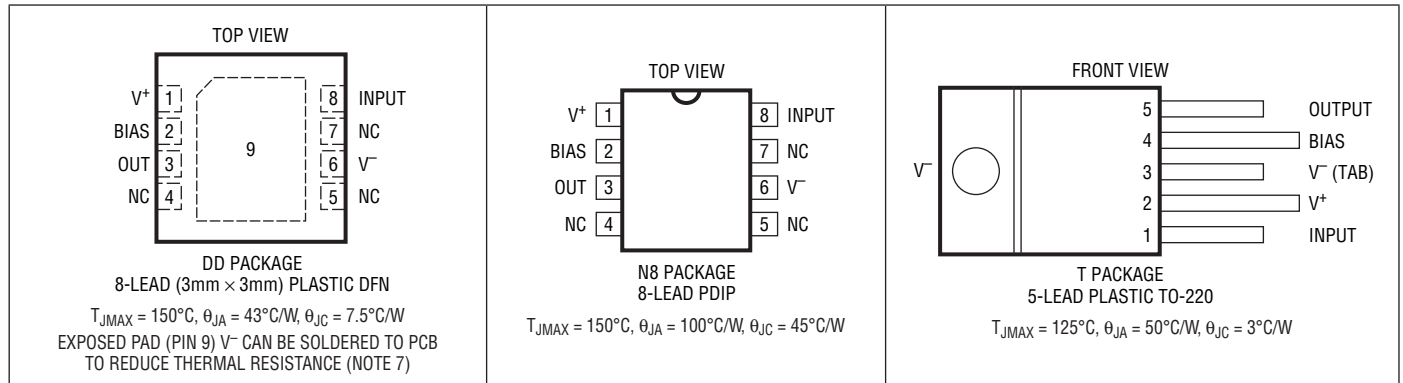 TOP VIEW
V+ 1
8 INPUT
BIAS 2
7 NC
OUT 3
6 V–
NC 4
5 NC
9
DD PACKAGE
8-LEAD (3mm × 3mm) PLASTIC DFN
TJMAX = 150°C, θJA = 43°C/W, θJC = 7.5°C/W
EXPOSED PAD (PIN 9) V– CAN BE SOLDERED TO PCB
TO REDUCE THERMAL RESISTANCE (NOTE 7)
TOP VIEW
V+ 1
8 INPUT
BIAS 2
7 NC
OUT 3
6 V–
NC 4
5 NC
N8 PACKAGE
8-LEAD PDIP
TJMAX = 150°C, θJA = 100°C/W, θJC = 45°C/W
FRONT VIEW
V–
5 OUTPUT
4 BIAS
3 V– (TAB)
2 V+
1 INPUT
T PACKAGE
5-LEAD PLASTIC TO-220
TJMAX = 125°C, θJA = 50°C/W, θJC = 3°C/W